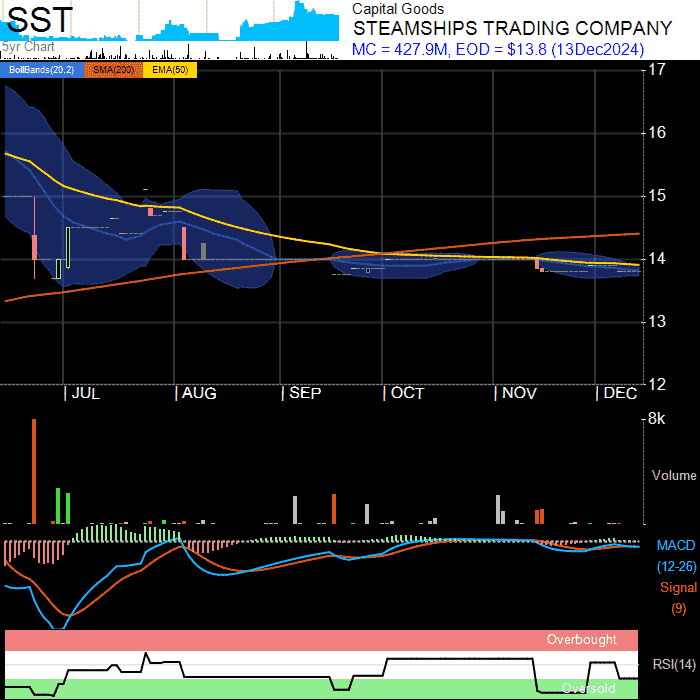 SST
Capital Goods
STEAMSHIPS TRADING COMPANY
5yr Chart
MC = 427.9M, EOD = $13.8 (13Dec2024)
BollBands(20,2) SMA(200) EMA(50)
17
16
15
14
13
12
JUL AUG SEP OCT NOV DEC
8k
Volume
MACD
(12-26)
Signal
(9)
Overbought
RSI(14)
Oversold